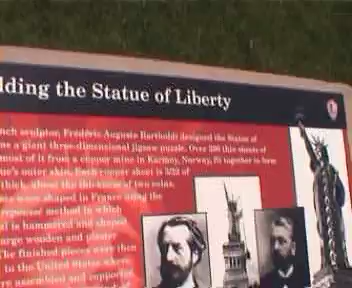 lding the Statue of Liberty
nch sculptor, Frédéric Auguste Bartholdi designed the Statue of
as a giant three-dimensional jigsaw puzzle. Over 300 thin sheets of
most of it from a copper mine in Karmoy, Norway, fit together to form
ue's outer skin. Each copper sheet is 3/32 of
thick, about the thickness of two coins.
were shaped in France using the
repoussé method in which
is hammered and shaped
large wooden and plaster
The finished pieces were then
to the United States where
re assembled and supported